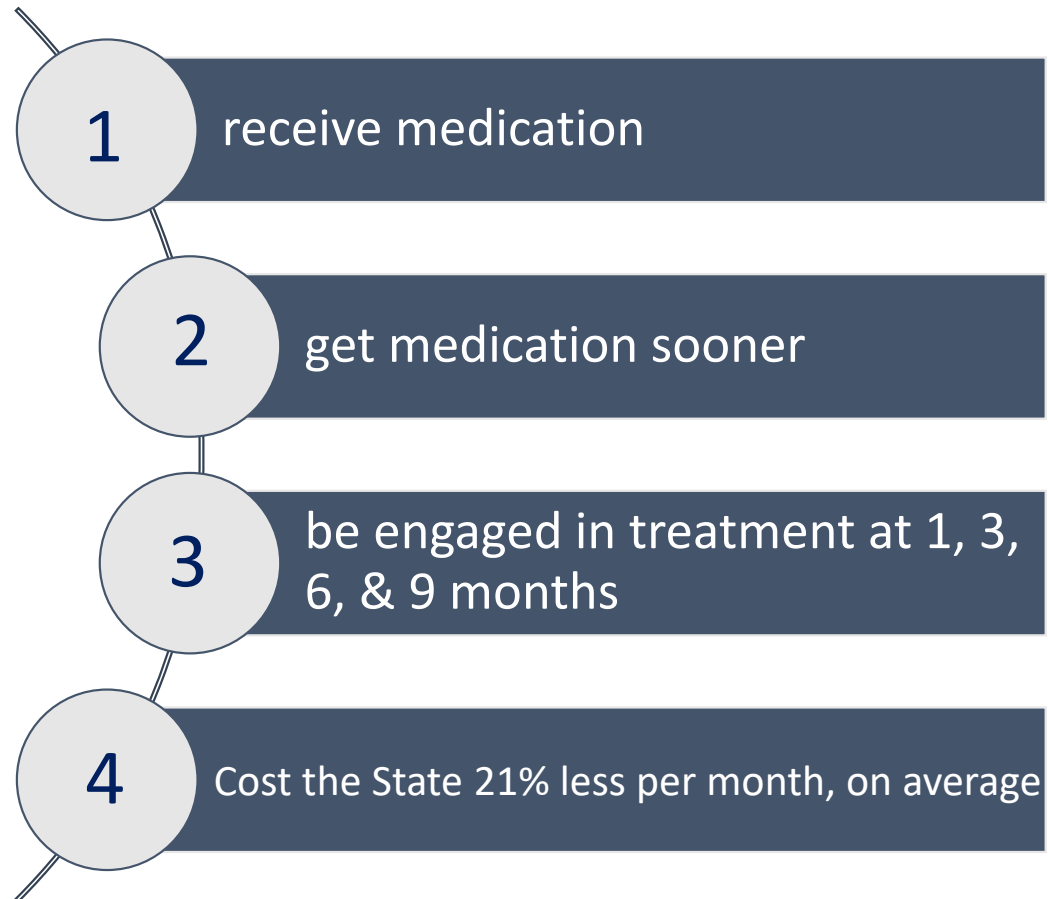 1
receive medication
2
get medication sooner
3
be engaged in treatment at 1, 3,
6, & 9 months
4
Cost the State 21% less per month, on average